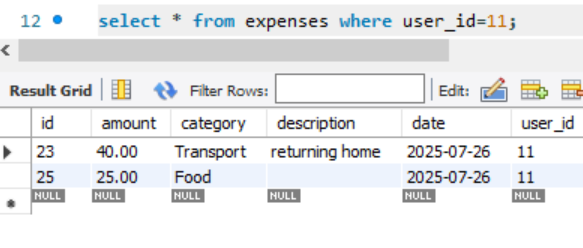 12 select * from expenses where user_id=11;
Result Grid Filter Rows: Edit:
id amount category description date user_id
23 40.00 Transport returning home 2025-07-26 11
25 25.00 Food 2025-07-26 11
NULL NULL NULL NULL NULL NULL